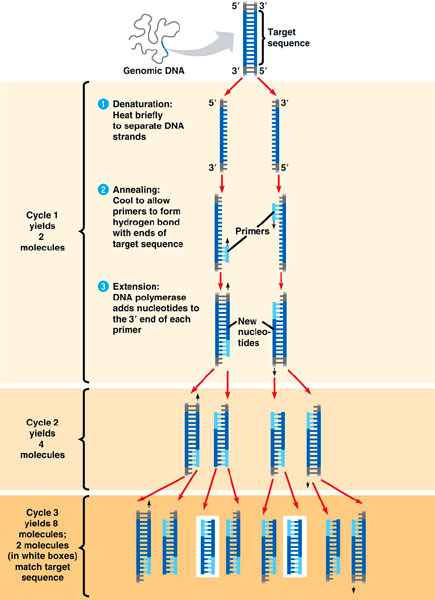 5′ 3′
Target
sequence
Genomic DNA
3′ 5′
1 Denaturation:
Heat briefly
to separate DNA
strands
5′ 3′
3′ 5′
2 Annealing:
Cool to allow
primers to form
hydrogen bond
with ends of
target sequence
Primers
Cycle 1
yields
2
molecules
3 Extension:
DNA polymerase
adds nucleotides to
the 3′ end of each
primer
New
nucleo-
tides
Cycle 2
yields
4
molecules
Cycle 3
yields 8
molecules;
2 molecules
(in white boxes)
match target
sequence